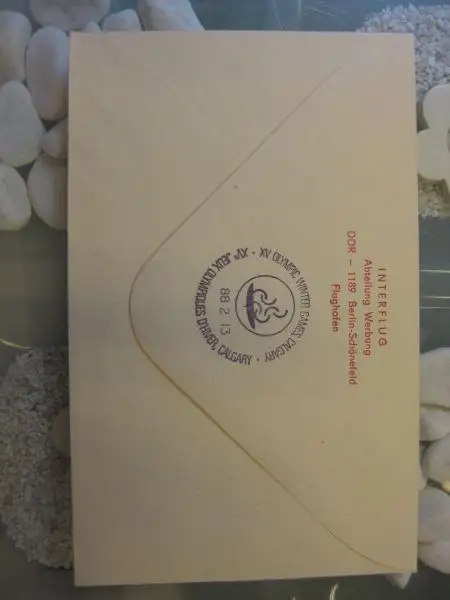 INTERFLUG
Abteilung Werbung
DDR – 1189 Berlin-Schönefeld
Flughafen
XV OLYMPIC WINTER GAMES CALGARY •
XVes JEUX OLYMPIQUES D'HIVER, CALGARY •
88 2 13